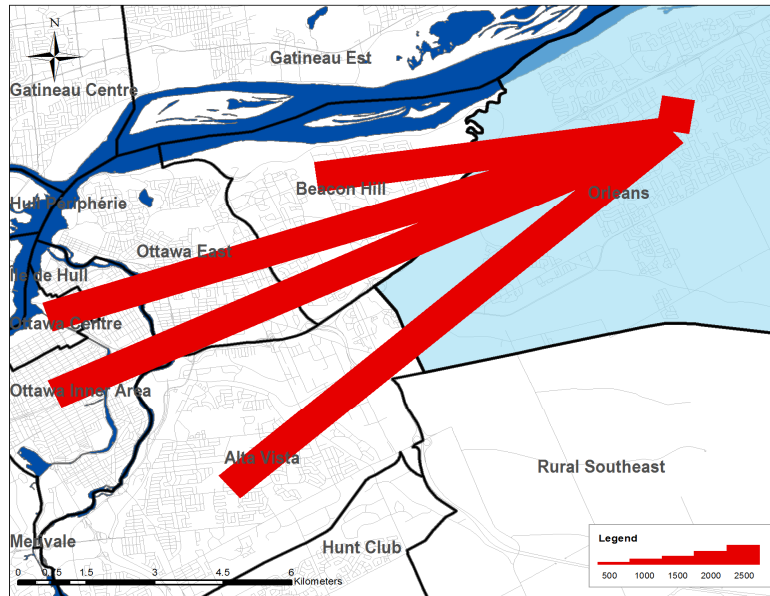 N
Gatineau Est
Gatineau Centre
Beacon Hill
Orleans
Hull Périphérie
Ottawa East
Île de Hull
Ottawa Centre
Ottawa Inner Area
Alta Vista
Rural Southeast
Merivale
Hunt Club
Legend
500 1000 1500 2000 2500
0 0.75 1.5 3 4.5 6
Kilometers